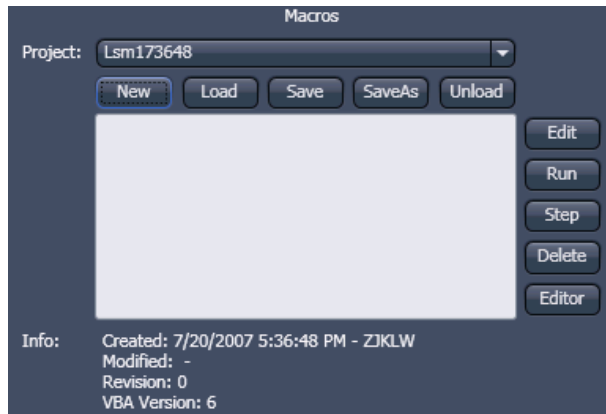 Macros
Project: Lsm173648
New Load Save SaveAs Unload
Edit
Run
Step
Delete
Editor
Info: Created: 7/20/2007 5:36:48 PM - ZJKLW
Modified: -
Revision: 0
VBA Version: 6